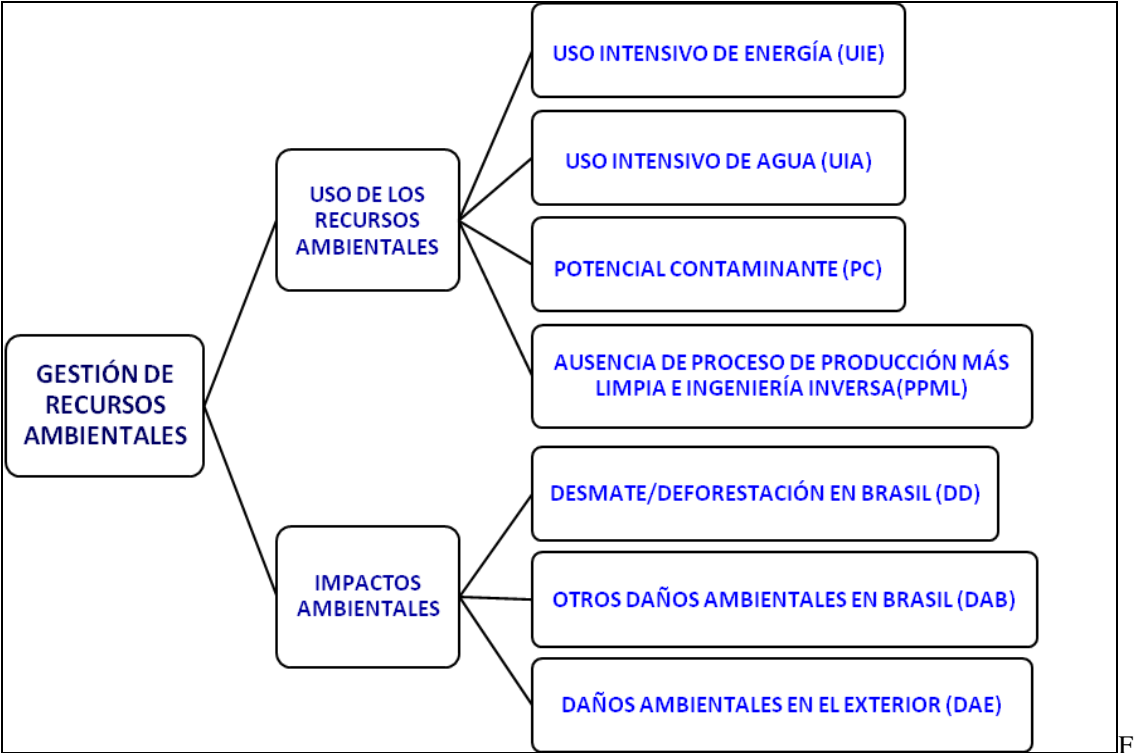 GESTIÓN DE
RECURSOS
AMBIENTALES
USO DE LOS
RECURSOS
AMBIENTALES
USO INTENSIVO DE ENERGÍA (UIE)
USO INTENSIVO DE AGUA (UIA)
POTENCIAL CONTAMINANTE (PC)
AUSENCIA DE PROCESO DE PRODUCCIÓN MÁS
LIMPIA E INGENIERÍA INVERSA(PPML)
IMPACTOS
AMBIENTALES
DESMATE/DEFORESTACIÓN EN BRASIL (DD)
OTROS DAÑOS AMBIENTALES EN BRASIL (DAB)
DAÑOS AMBIENTALES EN EL EXTERIOR (DAE)